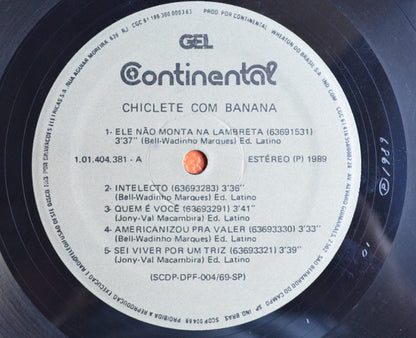 GEL
Continental
CHICLETE COM BANANA
1- ELE NÃO MONTA NA LAMBRETA (63691531)
3'37" (Bell-Wadinho Marques) Ed. Latino
1.01.404.381 - A
ESTÉREO (P) 1989
2- INTELECTO (63693283) 3'36"
(Bell-Wadinho Marques) Ed. Latino
3- QUEM É VOCÊ (63693291) 3'41"
(Jony-Val Macambira) Ed. Latino
4- AMERICANIZOU PRA VALER (63693330) 3'33"
(Bell-Wadinho Marques) Ed. Latino
5- SEI VIVER POR UM TRIZ (63693321) 3'39"
(Jony-Val Macambira) Ed. Latino
(SCDP-DPF-004/69-SP)
PROD. POR CONTINENTAL